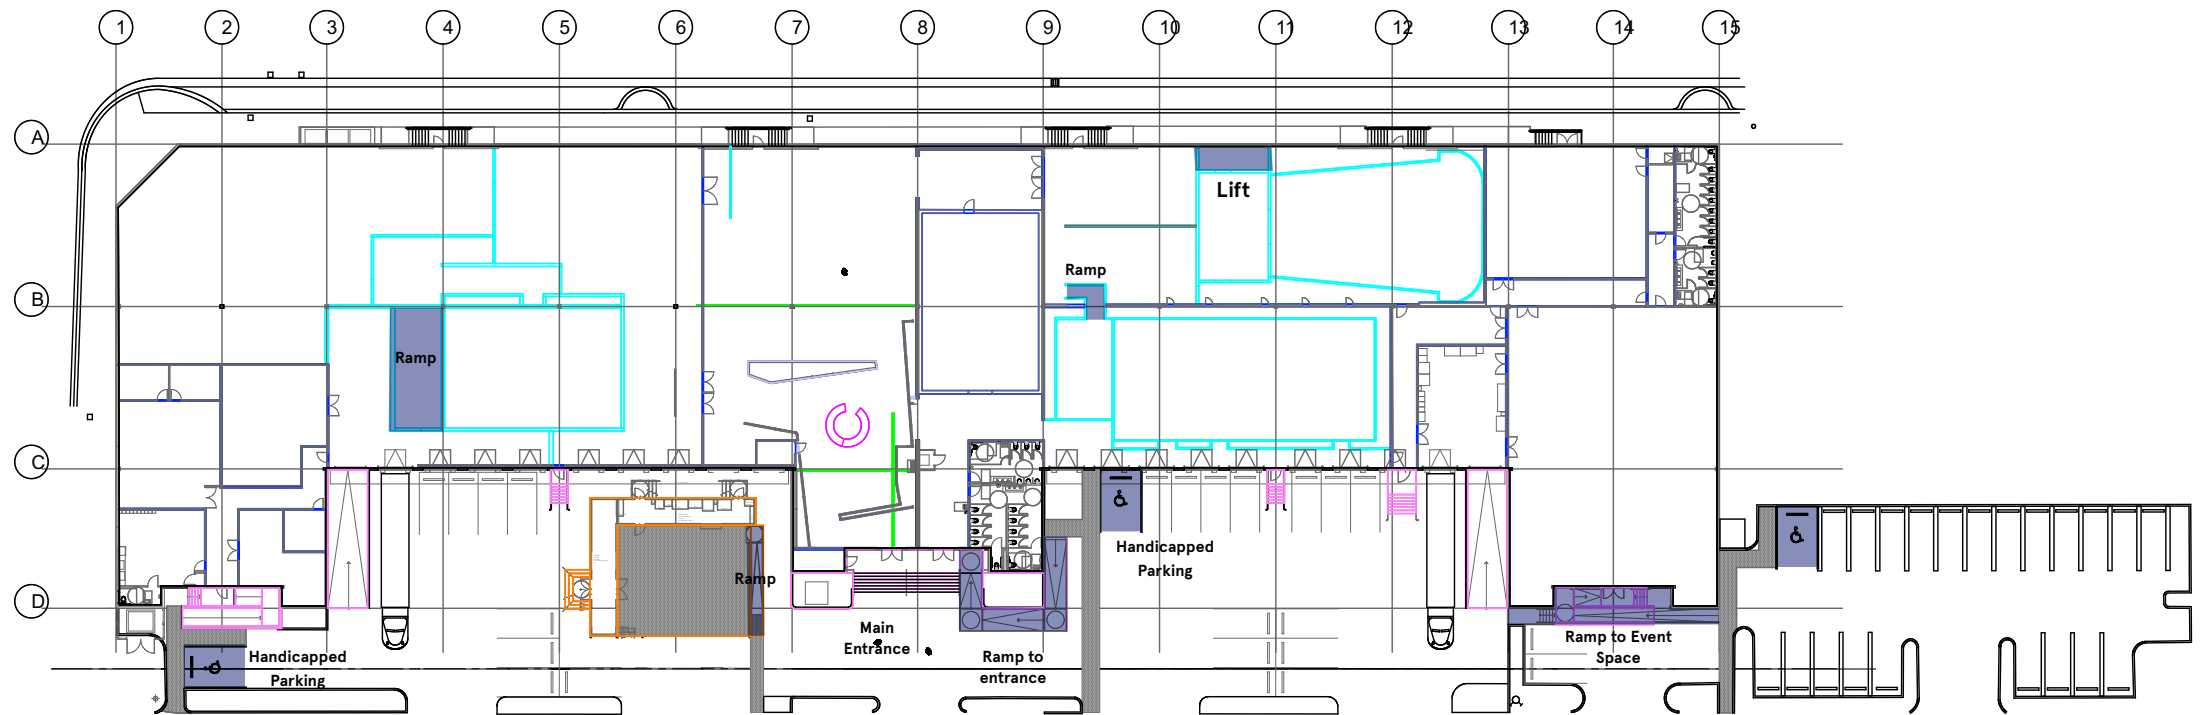 1 2 3 4 5 6 7 8 9 10 11 12 13 14 15
A
Lift
Ramp
B
Ramp
C
Handicapped
Parking
Ramp
D
Main
Entrance
Ramp to Event
Space
Handicapped
Parking
Ramp to
entrance